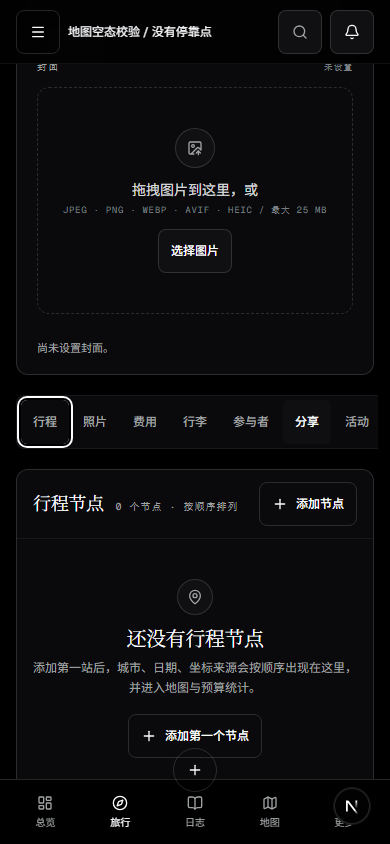 地图空态校验 / 没有停靠点
封面
未设置
拖拽图片到这里，或
JPEG · PNG · WEBP · AVIF · HEIC / 最大 25 MB
选择图片
尚未设置封面。
行程 照片 费用 行李 参与者 分享 活动
行程节点 0 个节点 · 按顺序排列
添加节点
还没有行程节点
添加第一站后，城市、日期、坐标来源会按顺序出现在这里，
并进入地图与预算统计。
添加第一个节点
总览 旅行 日志 地图
N